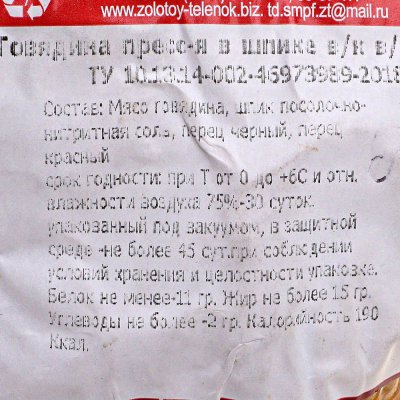 www.zolotoy-telenok.biz. td.smpf.zt@mail.ru
Говядина пресс-я в шпике в/к в/
ТУ 10.13.14-002-46973989-2018
Состав: Мясо говядина, шпик посолочно-
нитритная соль, перец черный, перец
красный
срок годности: при Т от 0 до +6С и отн.
влажности воздуха 75%-30 суток.
упакованный под вакуумом, в защитной
среде -не более 45 сут.при соблюдении
условий хранения и целостности упаковке.
Белок не менее-11 гр. Жир не более 15 гр.
Углеводы не более -2 гр. Калорийность 190
Ккал.